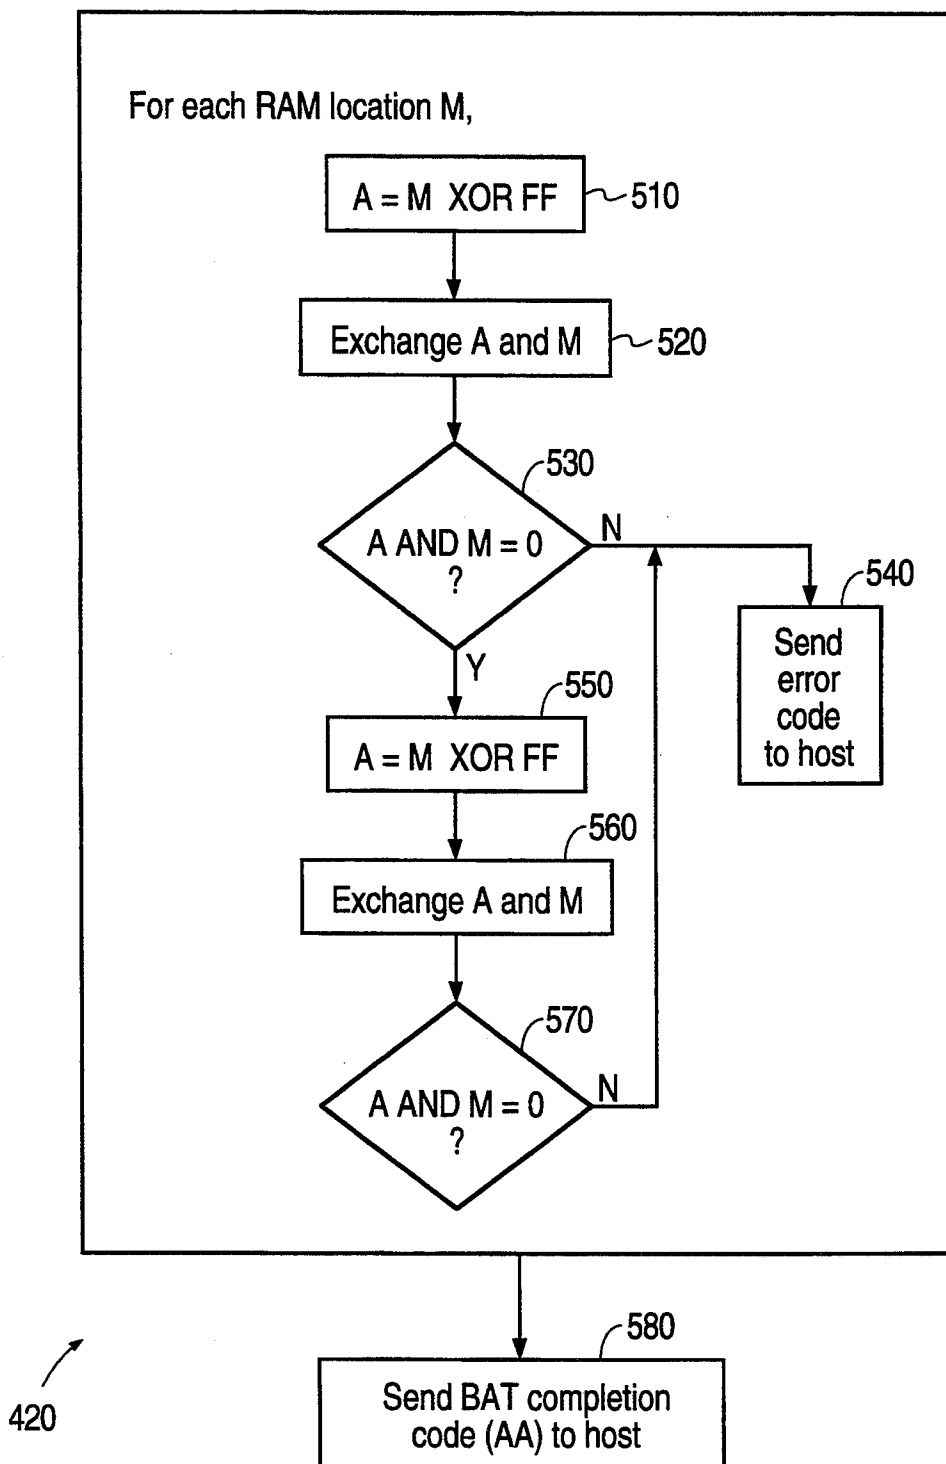 For each RAM location M,
A = M XOR FF
510
Exchange A and M
520
530
A AND M = 0
?
N
Y
540
Send
error
code
to host
550
A = M XOR FF
560
Exchange A and M
570
A AND M = 0
?
N
580
Send BAT completion
code (AA) to host
420